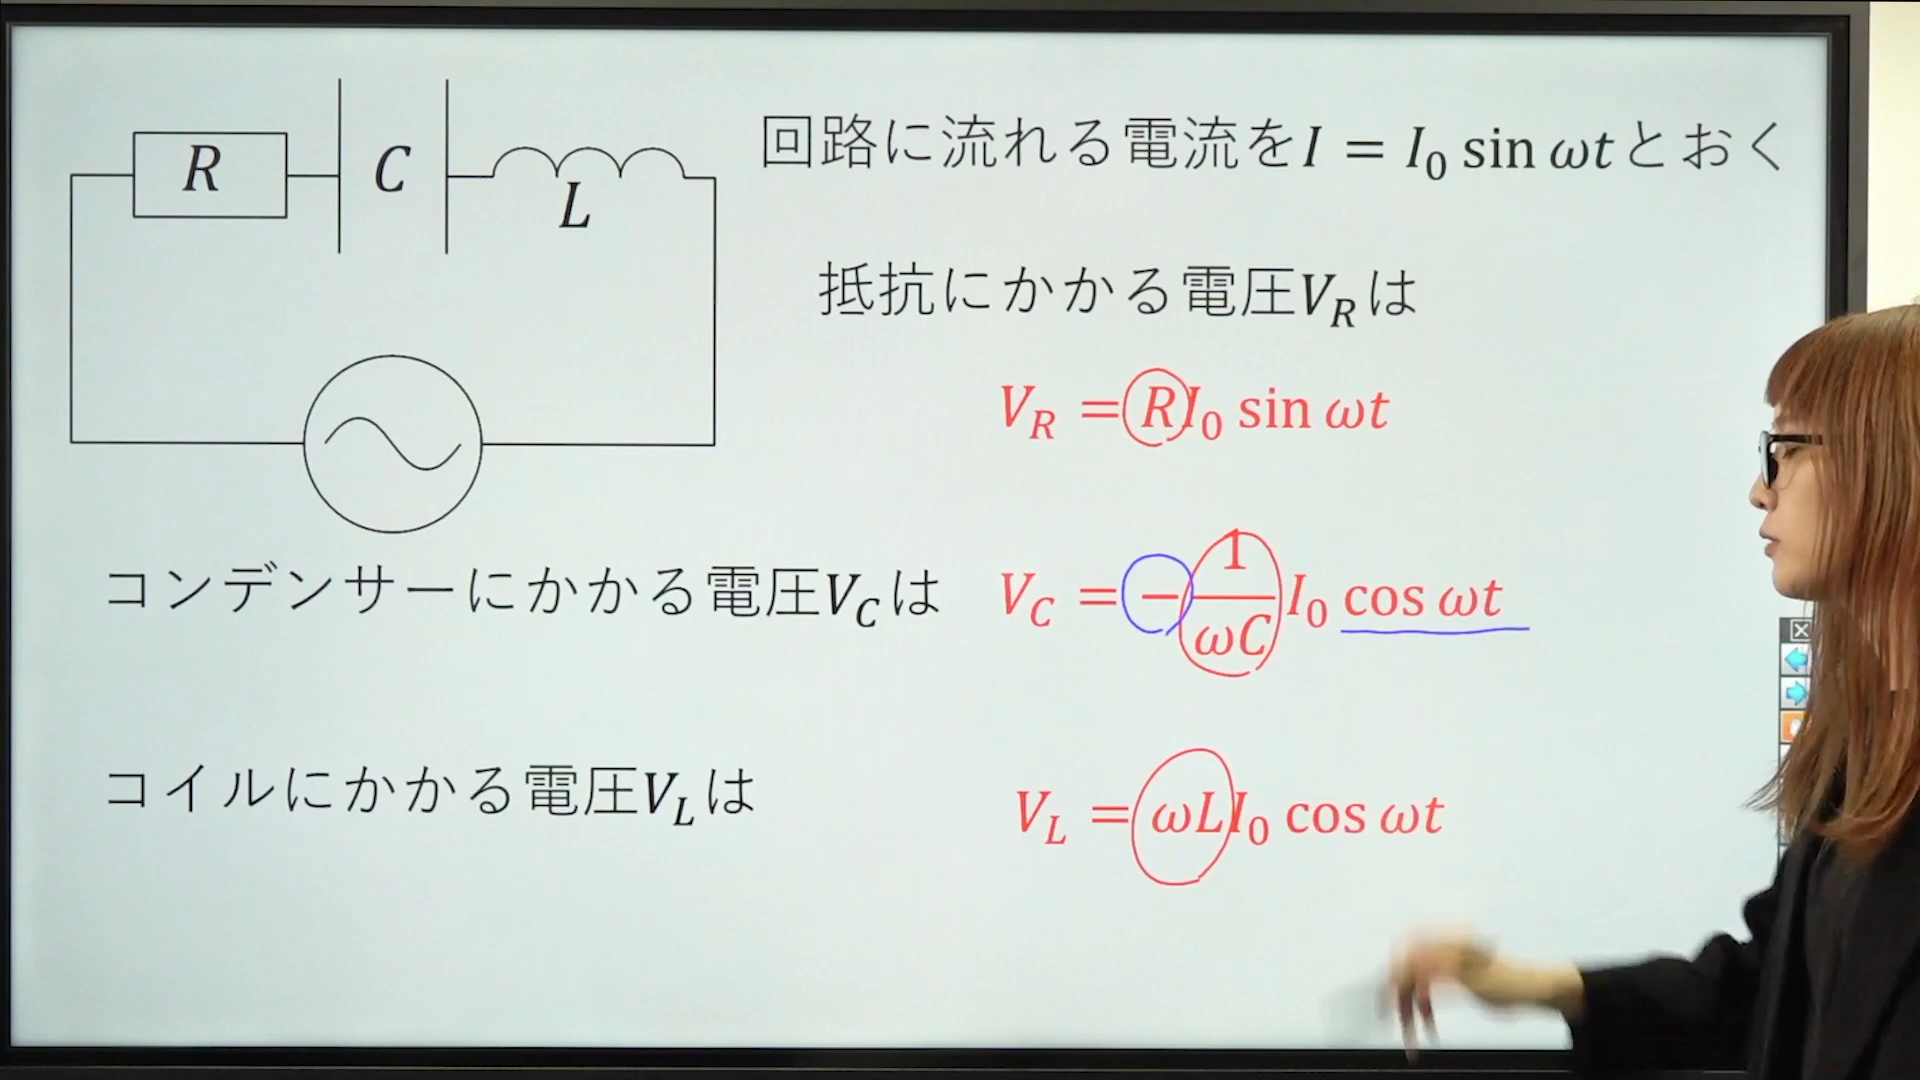 R
C
L
回路に流れる電流をI = I₀ sin ωtとおく
抵抗にかかる電圧V_Rは
V_R = RI₀ sin ωt
コンデンサーにかかる電圧V_Cは
V_C = −1/ωC I₀ cos ωt
コイルにかかる電圧V_Lは
V_L = ωLI₀ cos ωt